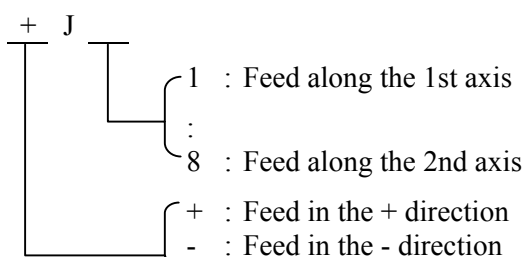 + J
1 : Feed along the 1st axis
:
8 : Feed along the 2nd axis
+ : Feed in the + direction
- : Feed in the - direction